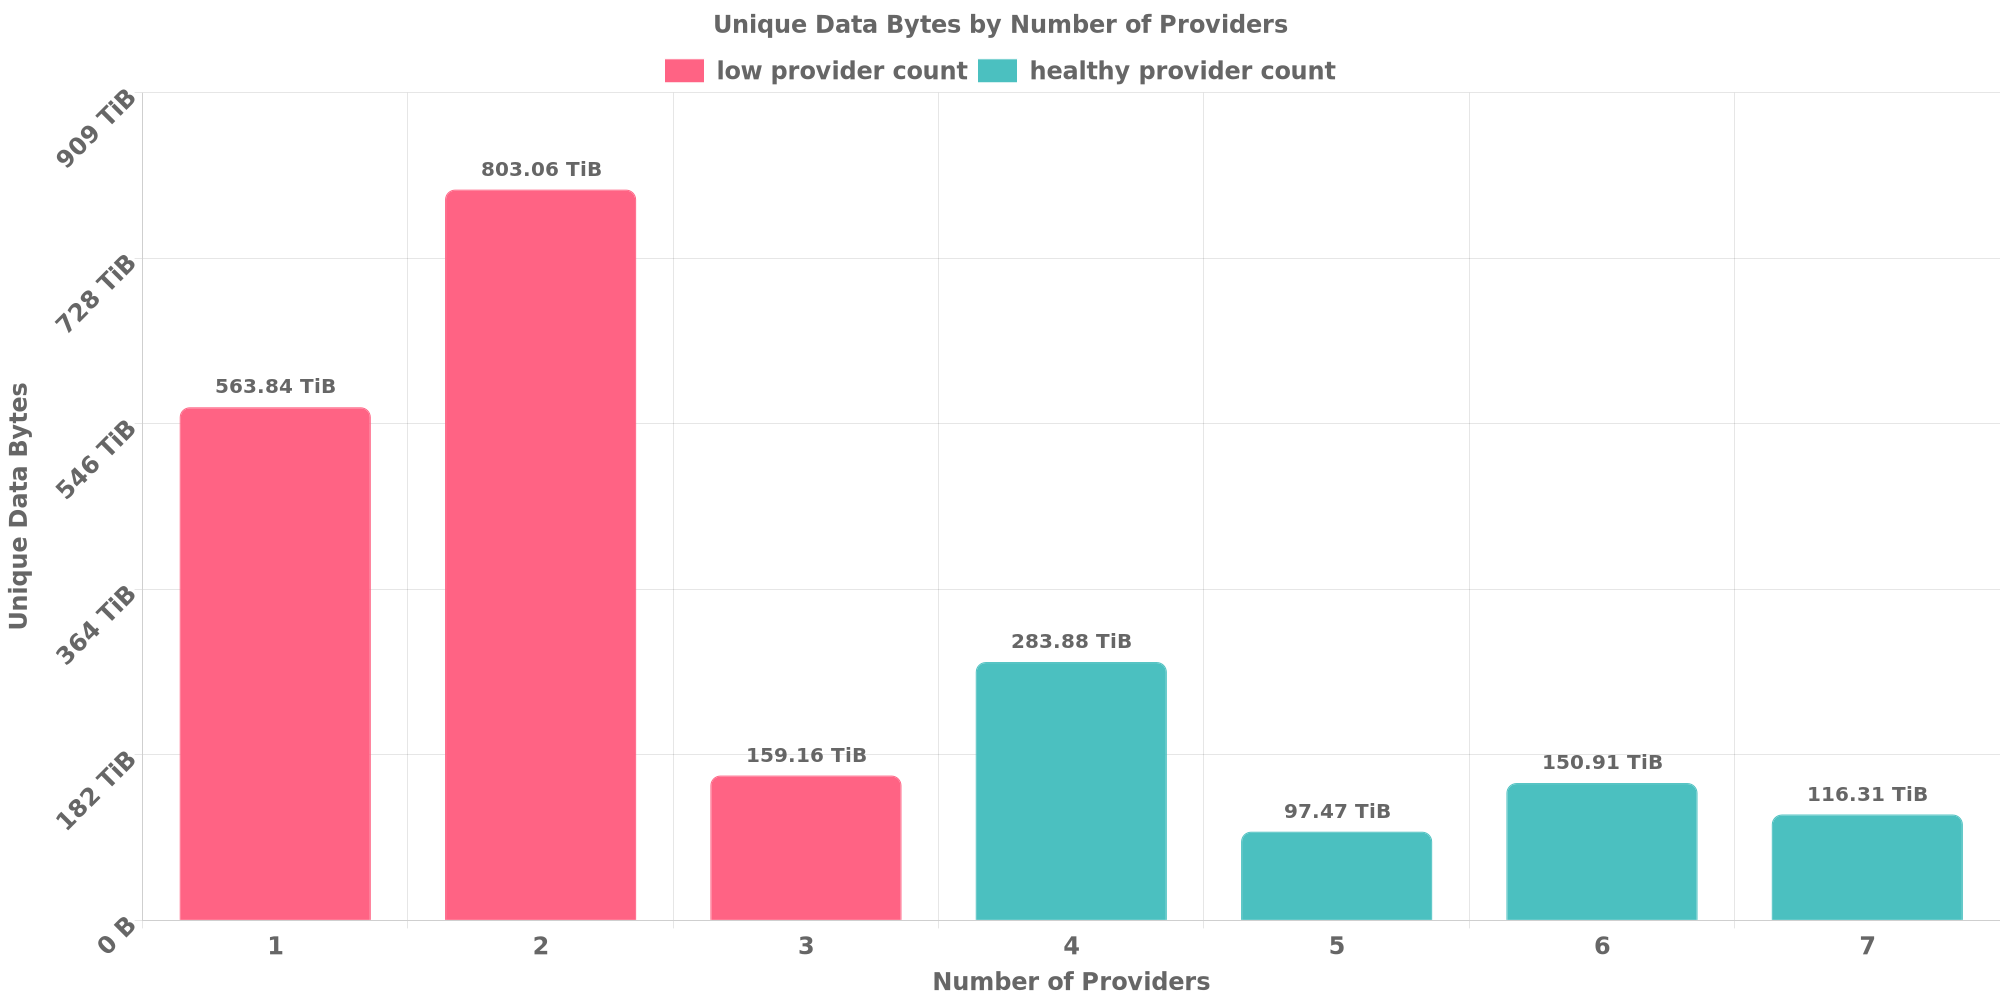 Unique Data Bytes by Number of Providers
low provider count healthy provider count
909 TiB
728 TiB
546 TiB
364 TiB
182 TiB
0 B
Unique Data Bytes
563.84 TiB
803.06 TiB
159.16 TiB
283.88 TiB
97.47 TiB
150.91 TiB
116.31 TiB
1 2 3 4 5 6 7
Number of Providers